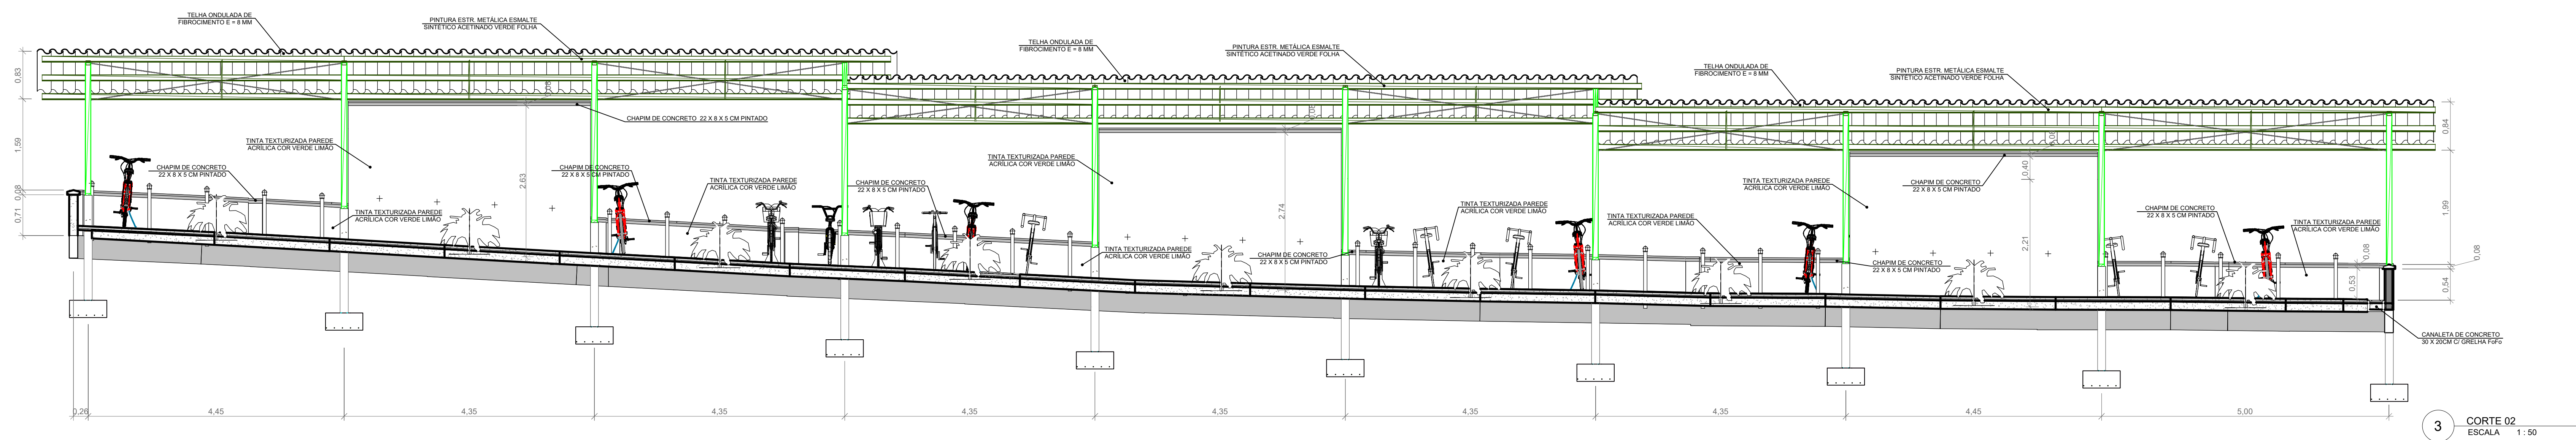 TELHA ONDULADA DE
FIBROCIMENTO E = 8 MM
PINTURA ESTR. METÁLICA ESMALTE
SINTÉTICO ACETINADO VERDE FOLHA
TELHA ONDULADA DE
FIBROCIMENTO E = 8 MM
PINTURA ESTR. METÁLICA ESMALTE
SINTÉTICO ACETINADO VERDE FOLHA
TELHA ONDULADA DE
FIBROCIMENTO E = 8 MM
PINTURA ESTR. METÁLICA ESMALTE
SINTÉTICO ACETINADO VERDE FOLHA
0,83
1,59
0,08
0,71
CHAPIM DE CONCRETO
22 X 8 X 5 CM PINTADO
TINTA TEXTURIZADA PAREDE
ACRÍLICA COR VERDE LIMÃO
TINTA TEXTURIZADA PAREDE
ACRÍLICA COR VERDE LIMÃO
0,08
2,63
CHAPIM DE CONCRETO 22 X 8 X 5 CM PINTADO
CHAPIM DE CONCRETO
22 X 8 X 5 CM PINTADO
TINTA TEXTURIZADA PAREDE
ACRÍLICA COR VERDE LIMÃO
CHAPIM DE CONCRETO
22 X 8 X 5 CM PINTADO
TINTA TEXTURIZADA PAREDE
ACRÍLICA COR VERDE LIMÃO
TINTA TEXTURIZADA PAREDE
ACRÍLICA COR VERDE LIMÃO
0,08
2,74
CHAPIM DE CONCRETO
22 X 8 X 5 CM PINTADO
TINTA TEXTURIZADA PAREDE
ACRÍLICA COR VERDE LIMÃO
TINTA TEXTURIZADA PAREDE
ACRÍLICA COR VERDE LIMÃO
TINTA TEXTURIZADA PAREDE
ACRÍLICA COR VERDE LIMÃO
CHAPIM DE CONCRETO
22 X 8 X 5 CM PINTADO
CHAPIM DE CONCRETO
22 X 8 X 5 CM PINTADO
0,08
0,40
2,21
CHAPIM DE CONCRETO
22 X 8 X 5 CM PINTADO
TINTA TEXTURIZADA PAREDE
ACRÍLICA COR VERDE LIMÃO
0,08
0,53
0,84
1,99
0,08
0,54
CANALETA DE CONCRETO
30 X 20CM C/ GRELHA FoFo
0,26
4,45
4,35
4,35
4,35
4,35
4,35
4,35
4,45
5,00
3
CORTE 02
ESCALA 1 : 50